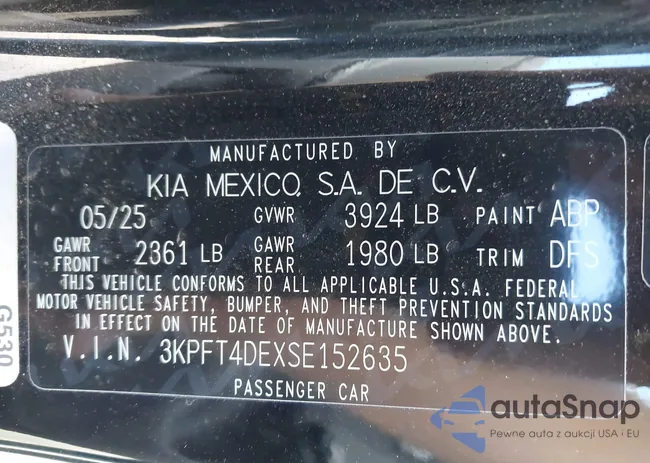 MANUFACTURED BY
KIA MEXICO, S.A. DE C.V.
05/25 GVWR 3924 LB PAINT ABP
GAWR FRONT 2361 LB GAWR REAR 1980 LB TRIM DFS
THIS VEHICLE CONFORMS TO ALL APPLICABLE U.S.A. FEDERAL
MOTOR VEHICLE SAFETY, BUMPER, AND THEFT PREVENTION STANDARDS
IN EFFECT ON THE DATE OF MANUFACTURE SHOWN ABOVE.
V.I.N. 3KPFT4DEXSE152635
PASSENGER CAR
G530
autoSnap
Pewne auta z aukcji USA i EU